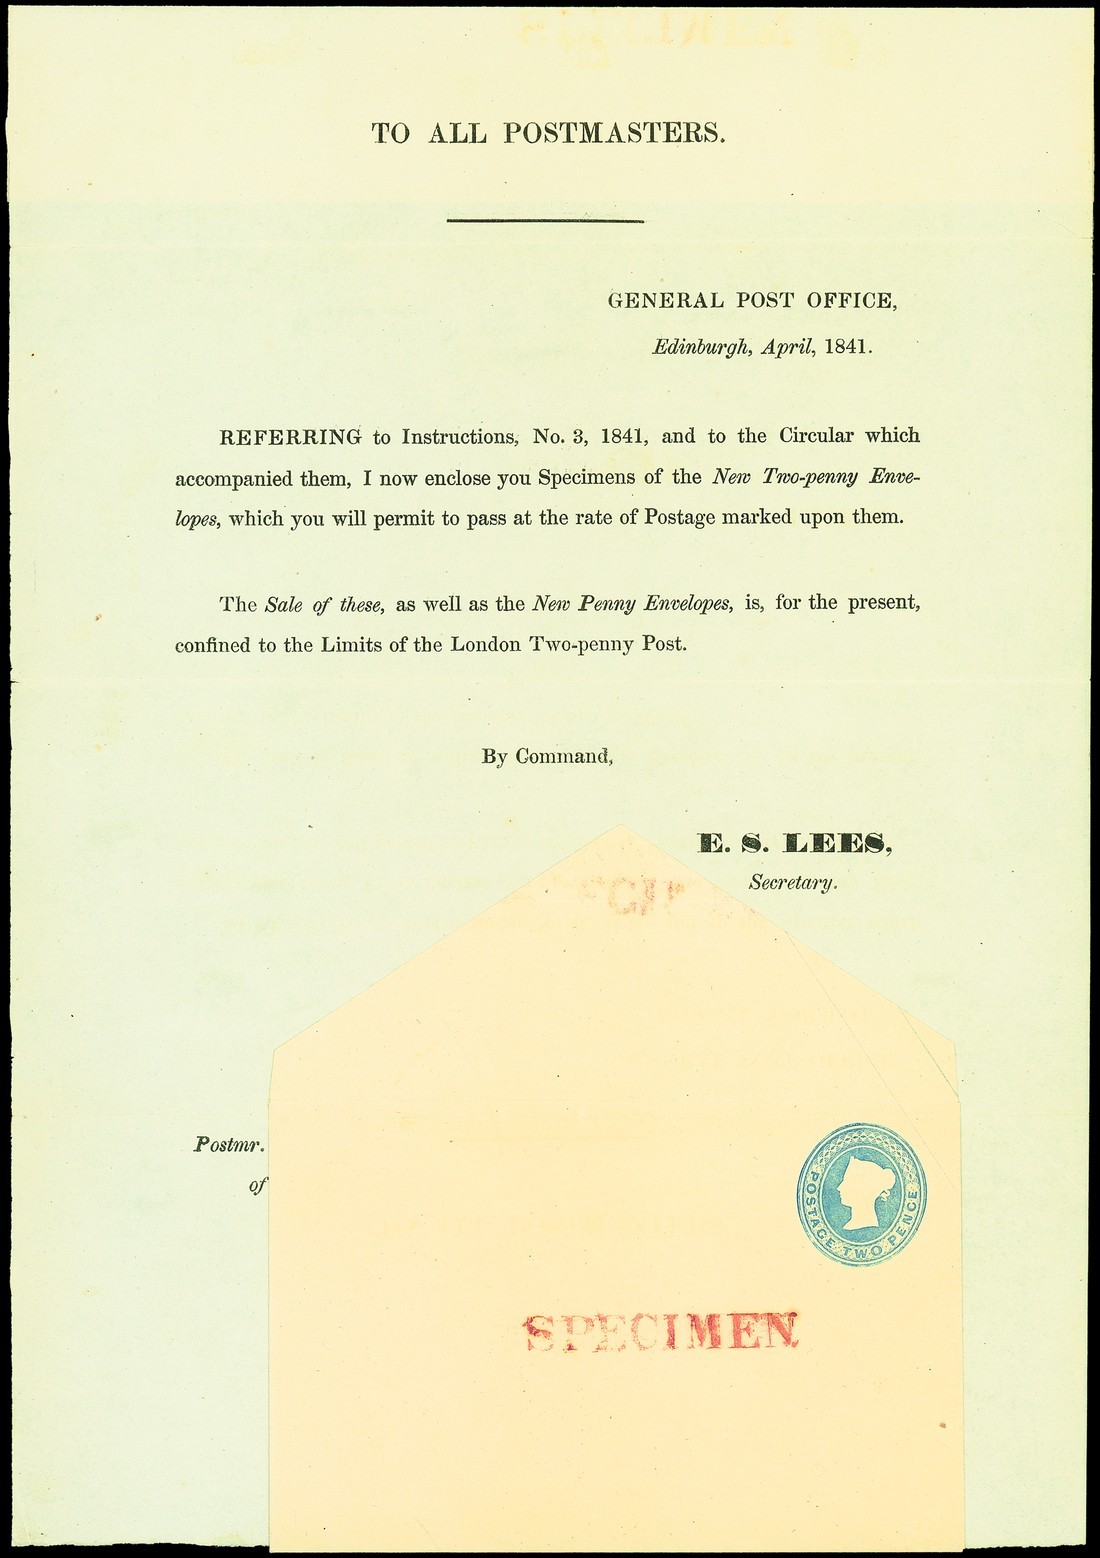 TO ALL POSTMASTERS.
GENERAL POST OFFICE,
Edinburgh, April, 1841.
REFERRING to Instructions, No. 3, 1841, and to the Circular which
accompanied them, I now enclose you Specimens of the New Two-penny Enve-
lopes, which you will permit to pass at the rate of Postage marked upon them.
The Sale of these, as well as the New Penny Envelopes, is, for the present,
confined to the Limits of the London Two-penny Post.
By Command,
E. S. LEES,
Secretary.
Postmr.
of
POSTAGE TWO PENCE
SPECIMEN